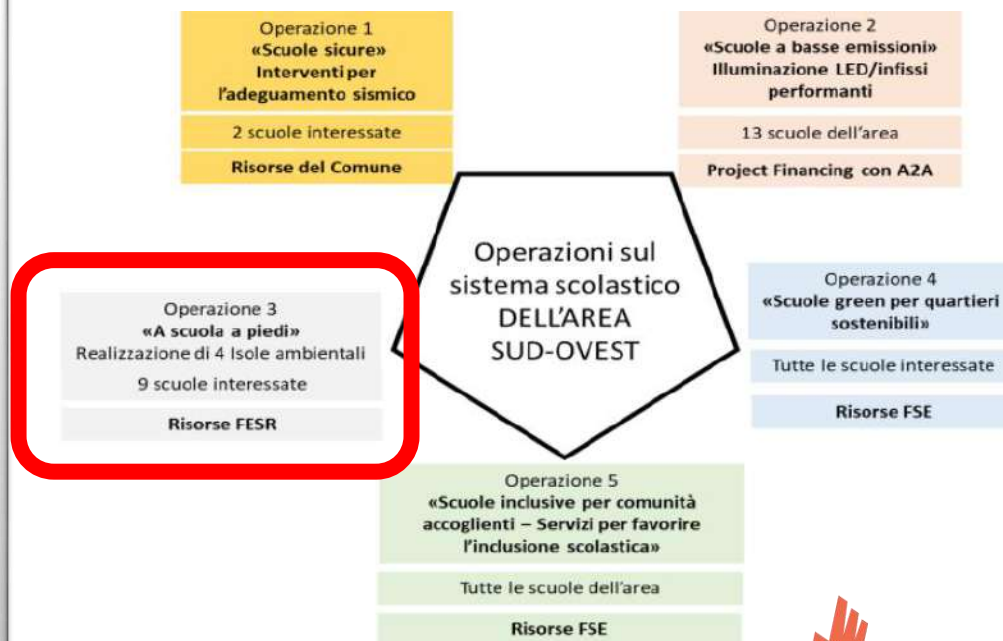 Operazione 1
«Scuole sicure»
Interventi per
l'adeguamento sismico
2 scuole interessate
Risorse del Comune
Operazione 2
«Scuole a basse emissioni»
Illuminazione LED/infissi
performanti
13 scuole dell'area
Project Financing con A2A
Operazioni sul
sistema scolastico
DELL'AREA
SUD-OVEST
Operazione 3
«A scuola a piedi»
Realizzazione di 4 Isole ambientali
9 scuole interessate
Risorse FESR
Operazione 4
«Scuole green per quartieri
sostenibili»
Tutte le scuole interessate
Risorse FSE
Operazione 5
«Scuole inclusive per comunità
accoglienti – Servizi per favorire
l'inclusione scolastica»
Tutte le scuole dell'area
Risorse FSE